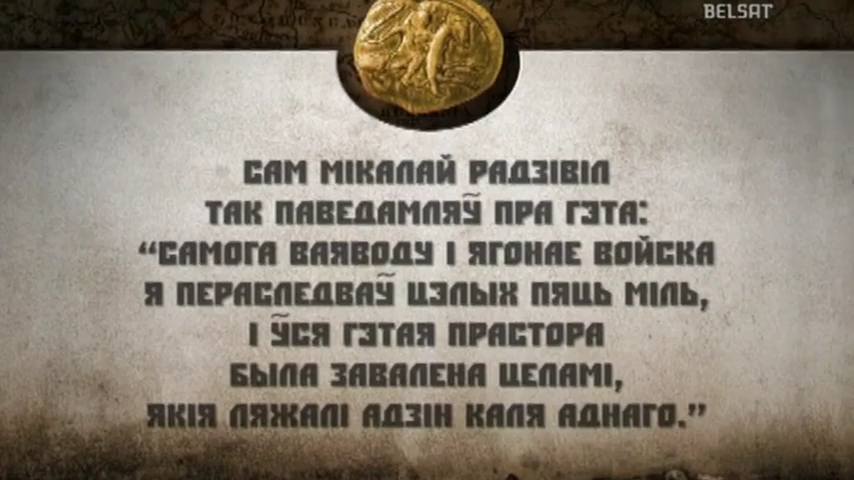 BELSAT
САМ МІКАЛАЙ РАДЗІВІЛ
ТАК ПАВЕДАМЛЯЎ ПРА ГЭТА:
“САМОГА ВАЯВОДУ І ЯГОНАЕ ВОЙСКА
Я ПЕРАСЛЕДВАЎ ЦЭЛЫХ ПЯЦЬ МІЛЬ,
І ЎСЯ ГЭТАЯ ПРАСТОРА
БЫЛА ЗАВАЛЕНА ЦЕЛАМІ,
ЯКІЯ ЛЯЖАЛІ АДЗІН КАЛЯ АДНАГО.”